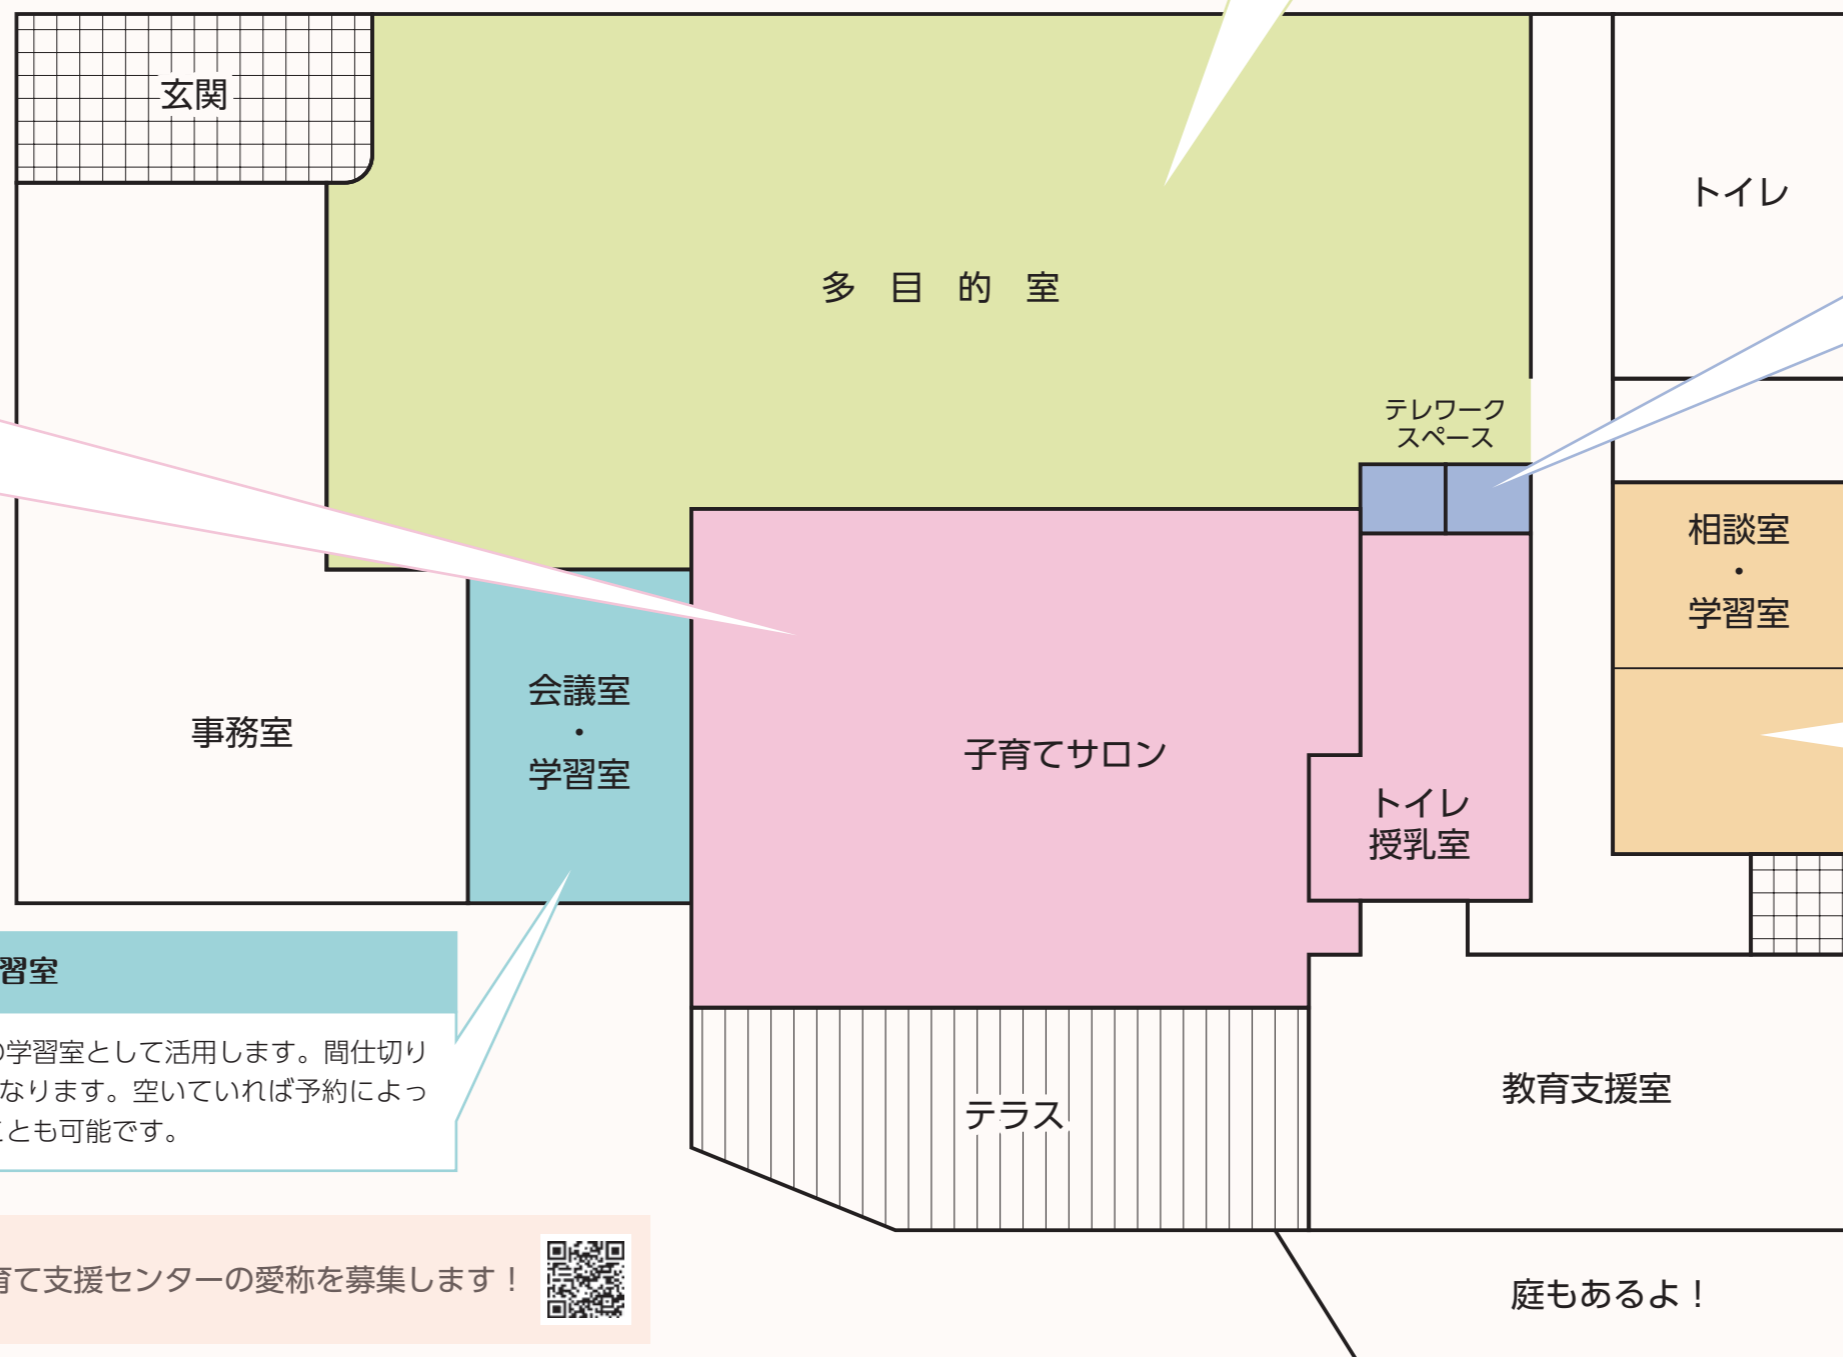 玄関
トイレ
多目的室
テレワーク
スペース
相談室
・
学習室
会議室
・
学習室
事務室
子育てサロン
トイレ
授乳室
習室
学習室として活用します。間仕切り
なります。空いていれば予約によっ
とも可能です。
テラス
教育支援室
育て支援センターの愛称を募集します！
庭もあるよ！